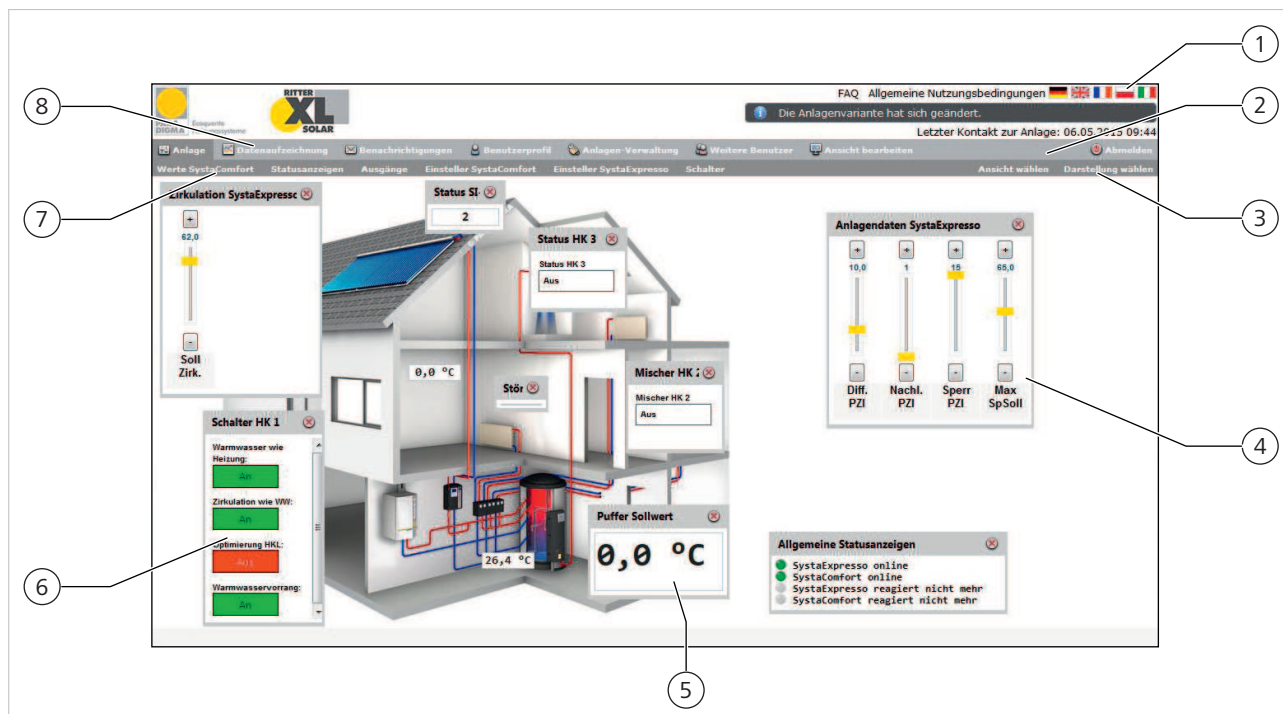 1
RITTER
XL
SOLAR
PARA
DIGMA
Ecoquente
FAQ Allgemeine Nutzungsbedingungen
Die Anlagenvariante hat sich geändert.
2
8
Letzter Kontakt zur Anlage: 06.05.2015 09:44
Anlage Datenaufzeichnung Benachrichtigungen Benutzerprofil Anlagen-Verwaltung Weitere Benutzer Ansicht bearbeiten Abmelden
Werte SystaComfort Statusanzeigen Ausgänge Einsteller SystaComfort Einsteller SystaExpresso Schalter Ansicht wählen Darstellung wählen
7
3
Zirkulation SystaExpresso
+
62,0
-
Soll
Zirk.
Status SI-
2
Status HK 3
Status HK 3
Aus
Anlagendaten SystaExpresso
+ + + +
10,0 1 15 65,0
- - - -
Diff. PZI
Nachl. PZI
Sperr PZI
Max SpSoll
4
0,0 °C
Stör
Mischer HK 2
Mischer HK 2
Aus
Schalter HK 1
Warmwasser wie
Heizung:
An
Zirkulation wie WW:
An
Optimierung HKL:
Aus
Warmwasservorrang:
An
6
26,4 °C
Puffer Sollwert
0,0 °C
5
Allgemeine Statusanzeigen
SystaExpresso online
SystaComfort online
SystaExpresso reagiert nicht mehr
SystaComfort reagiert nicht mehr